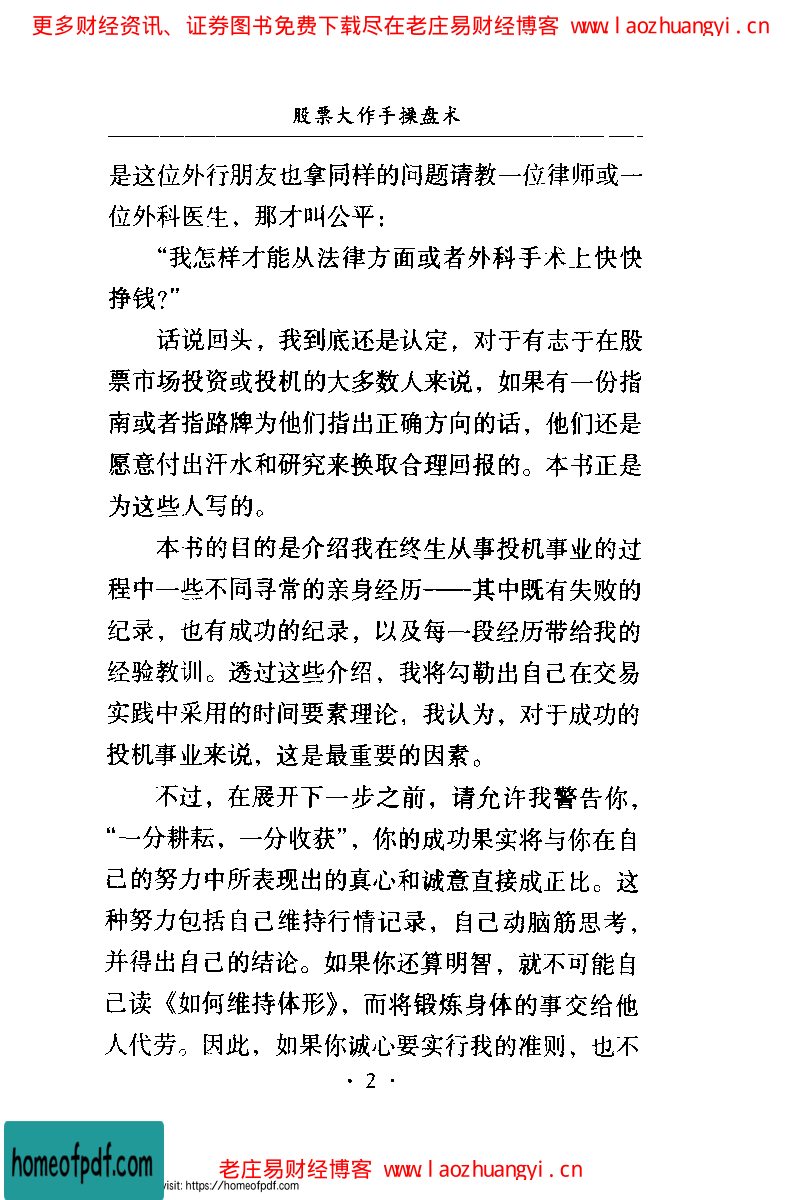 更多财经资讯、证券图书免费下载尽在老庄易财经博客 www.laozhuangyi.cn
股票大作手操盘术
是这位外行朋友也拿同样的问题请教一位律师或一
位外科医生，那才叫公平：
“我怎样才能从法律方面或者外科手术上快快
挣钱?”
话说回头，我到底还是认定，对于有志于在股
票市场投资或投机的大多数人来说，如果有一份指
南或者指路牌为他们指出正确方向的话，他们还是
愿意付出汗水和研究来换取合理回报的。本书正是
为这些人写的。
本书的目的是介绍我在终生从事投机事业的过
程中一些不同寻常的亲身经历——其中既有失败的
纪录，也有成功的纪录，以及每一段经历带给我的
经验教训。透过这些介绍，我将勾勒出自己在交易
实践中采用的时间要素理论，我认为，对于成功的
投机事业来说，这是最重要的因素。
不过，在展开下一步之前，请允许我警告你，
“一分耕耘，一分收获”，你的成功果实将与你在自
己的努力中所表现出的真心和诚意直接成正比。这
种努力包括自己维持行情记录，自己动脑筋思考，
并得出自己的结论。如果你还算明智，就不可能自
己读《如何维持体形》，而将锻炼身体的事交给他
人代劳。因此，如果你诚心要实行我的准则，也不
· 2 ·
homeofpdf.com
老庄易财经博客 www.laozhuangyi.cn
visit: https://homeofpdf.com